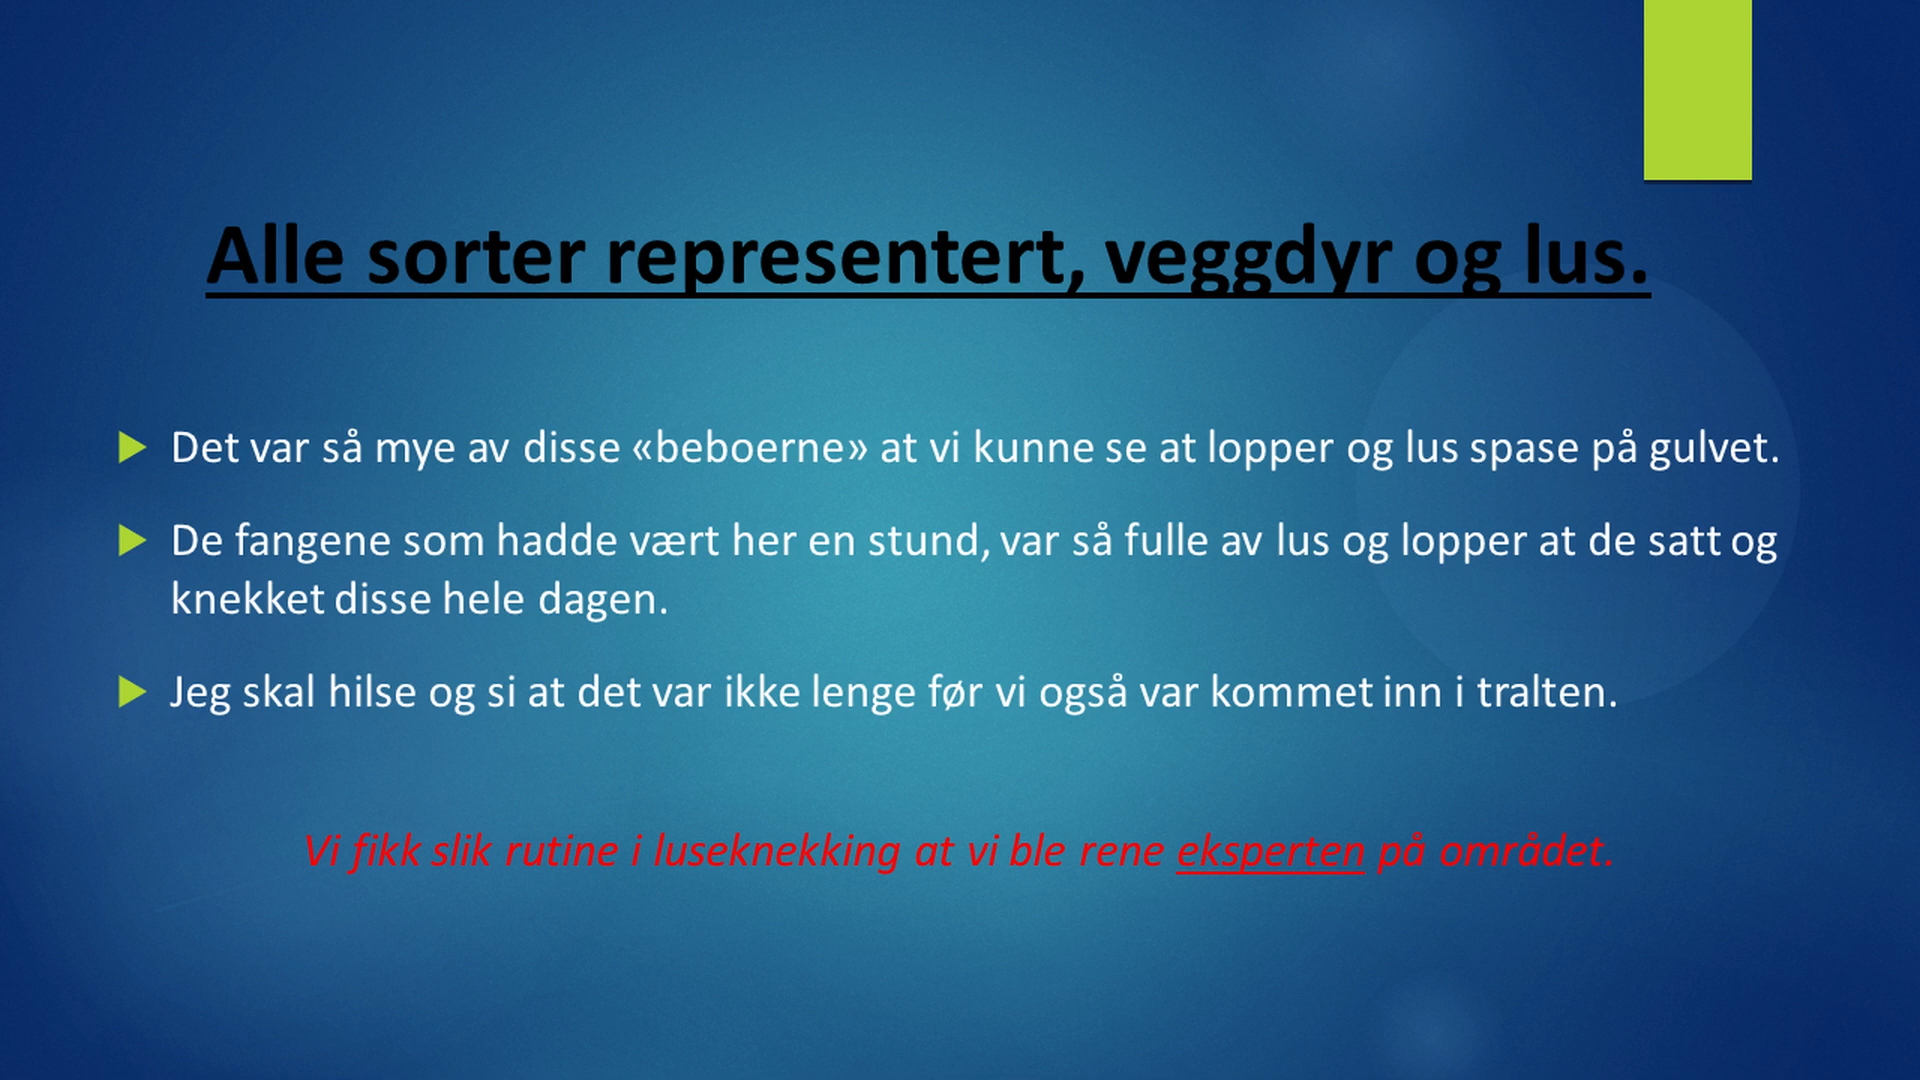 Alle sorter representert, veggdyr og lus.
Det var så mye av disse «beboerne» at vi kunne se at lopper og lus spase på gulvet.
De fangene som hadde vært her en stund, var så fulle av lus og lopper at de satt og
knekket disse hele dagen.
Jeg skal hilse og si at det var ikke lenge før vi også var kommet inn i tralten.
Vi fikk slik rutine i luseknekking at vi ble rene eksperten på området.